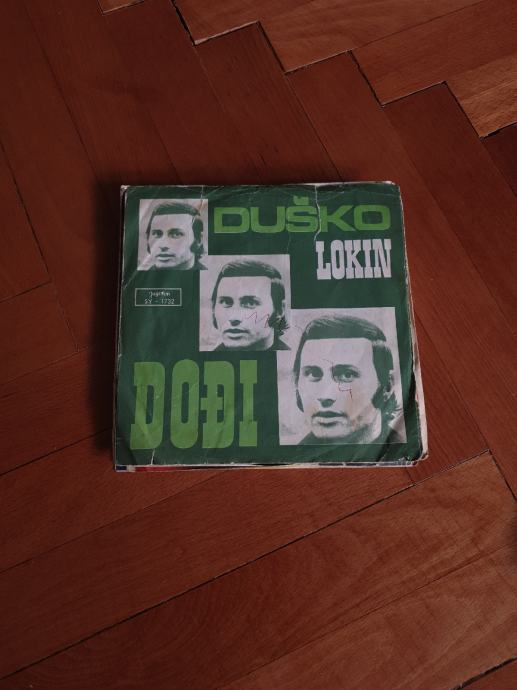 DUŠKO
LOKIN
Jugoton
SY - 1732
DOĐI